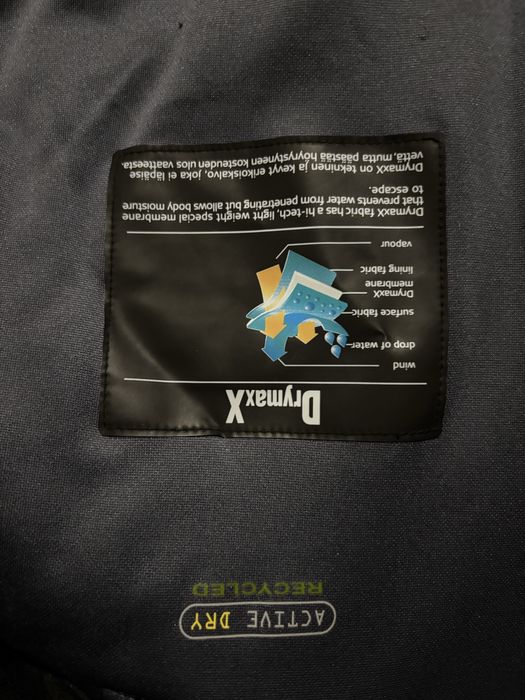 ACTIVE DRY
RECYCLED
DrymaxX
wind
drop of water
surface fabric
DrymaxX
membrane
lining fabric
vapour
DrymaxX fabric has a hi-tech, light weight special membrane
that prevents water from penetrating but allows body moisture
to escape.
DrymaxX on tekninen ja kevyt erikoiskalvo, joka ei läpäise
vettä, mutta päästää höyrystyneen kosteuden ulos vaatteesta.